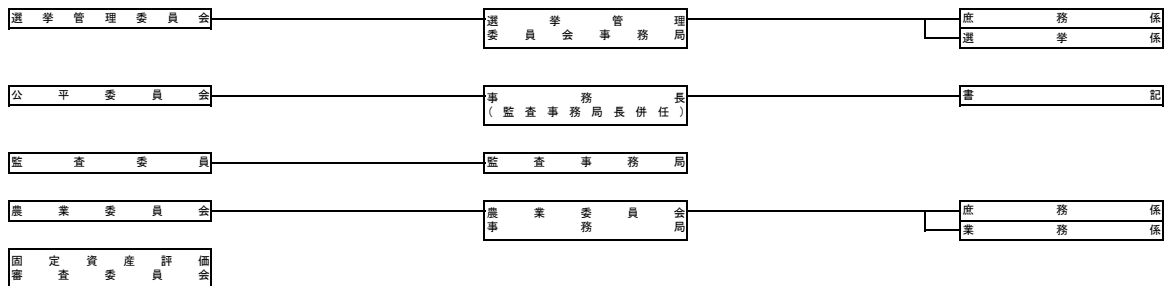 選挙管理委員会
選挙管理
委員会事務局
庶務係
選挙係
公平委員会
事務長
(監査事務局長併任)
書記
監査委員
監査事務局
農業委員会
農業委員会
事務局
庶務係
業務係
固定資産評価
審査委員会